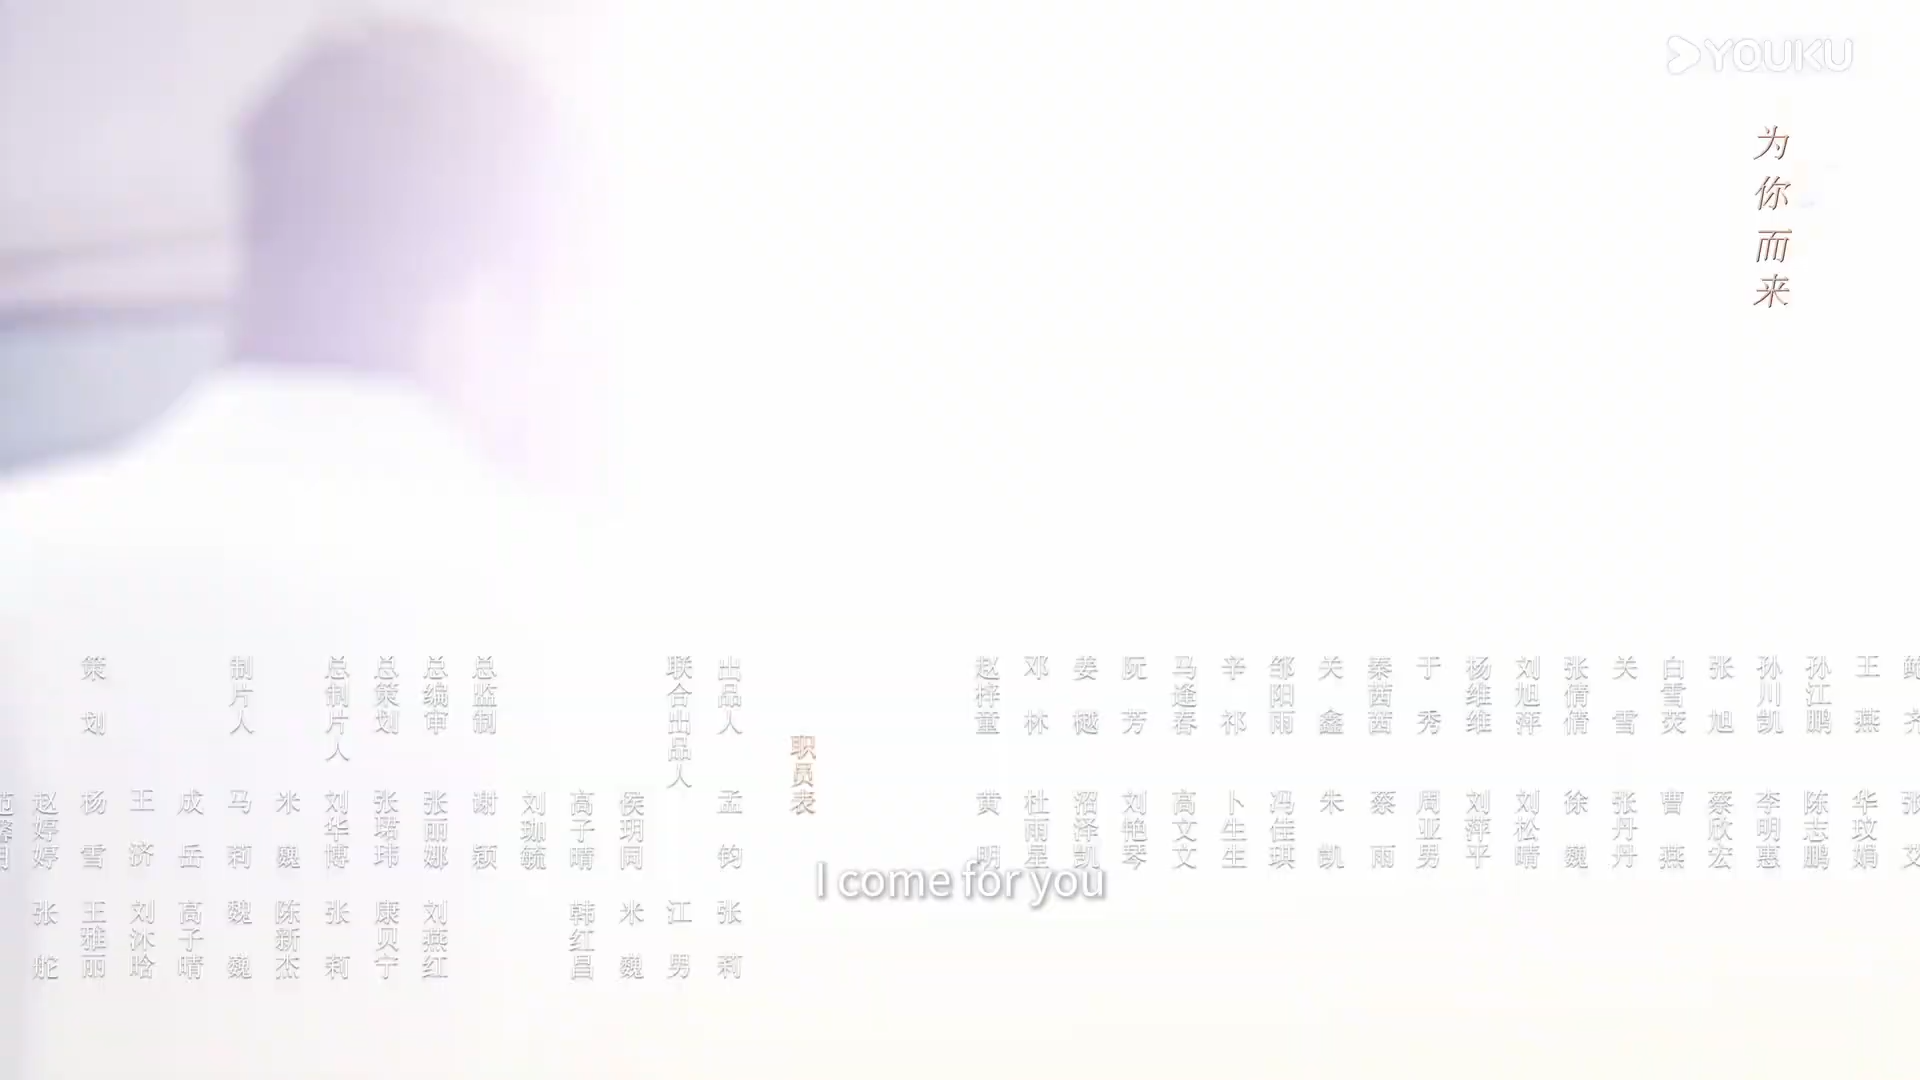 YOUKU
为你而来
王燕
孙江鹏
孙川凯
张旭
白雪荧
关雪
张倩倩
刘旭萍
杨维维
于秀
秦茜茜
关鑫
邹阳雨
辛祁
马逢春
阮芳
姜樾
邓林
赵梓童
华玟娟
陈志鹏
李明惠
蔡欣宏
曹燕
张丹丹
徐巍
刘松晴
刘萍平
周亚男
蔡雨
朱凯
冯佳琪
卜生生
高文文
刘艳琴
沼泽凯
杜雨星
黄明
职员表
出品人
孟钧
张莉
联合出品人
江男
侯玥同
米巍
高子晴
韩红昌
刘珈毓
总监制
谢颖
总编审
张丽娜
刘燕红
总策划
张珺玮
康贝宁
总制片人
刘华博
张莉
米巍
陈新杰
制片人
马莉
魏巍
成岳
高子晴
王济
刘沐晗
策划
杨雪
王雅丽
赵婷婷
张舵
I come for you